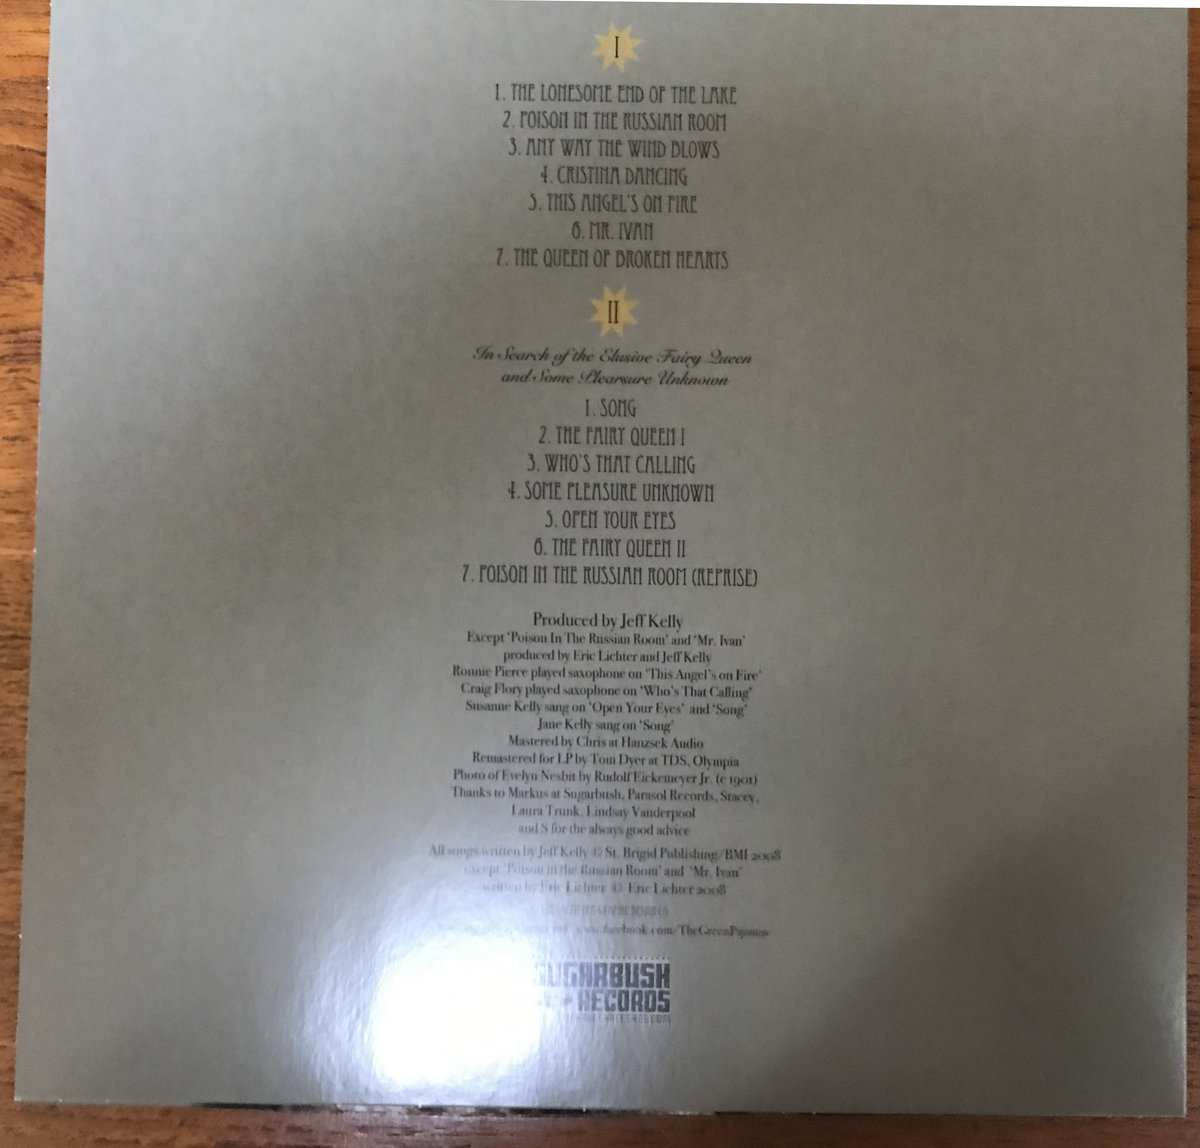 I
1. THE LONESOME END OF THE LAKE
2. POISON IN THE RUSSIAN ROOM
3. ANY WAY THE WIND BLOWS
4. CRISTINA DANCING
5. THIS ANGEL'S ON FIRE
6. MR. IVAN
7. THE QUEEN OF BROKEN HEARTS
II
In Search of the Elusive Fairy Queen
and Some Plearsure Unknown
1. SONG
2. THE FAIRY QUEEN I
3. WHO'S THAT CALLING
4. SOME PLEASURE UNKNOWN
5. OPEN YOUR EYES
6. THE FAIRY QUEEN II
7. POISON IN THE RUSSIAN ROOM (REPRISE)
Produced by Jeff Kelly
Except 'Poison In The Russian Room' and 'Mr. Ivan'
produced by Eric Lichter and Jeff Kelly
Ronnie Pierce played saxophone on 'This Angel's on Fire'
Craig Flory played saxophone on 'Who's That Calling'
Susanne Kelly sang on 'Open Your Eyes' and 'Song'
Jane Kelly sang on 'Song'
Mastered by Chris at Hanzsek Audio
Remastered for LP by Tom Dyer at TDS, Olympia
Photo of Evelyn Nesbit by Rudolf Eickemeyer Jr. (c 1901)
Thanks to Markus at Sugarbush, Parasol Records, Stacey,
Laura Trunk, Lindsay Vanderpool
and S for the always good advice
All songs written by Jeff Kelly © St. Brigid Publishing/BMI 2008
except 'Poison in the Russian Room' and 'Mr. Ivan'
written by Eric Lichter © Eric Lichter 2008
facebook.com/TheGreenPajamas
SUGARBUSH
RECORDS